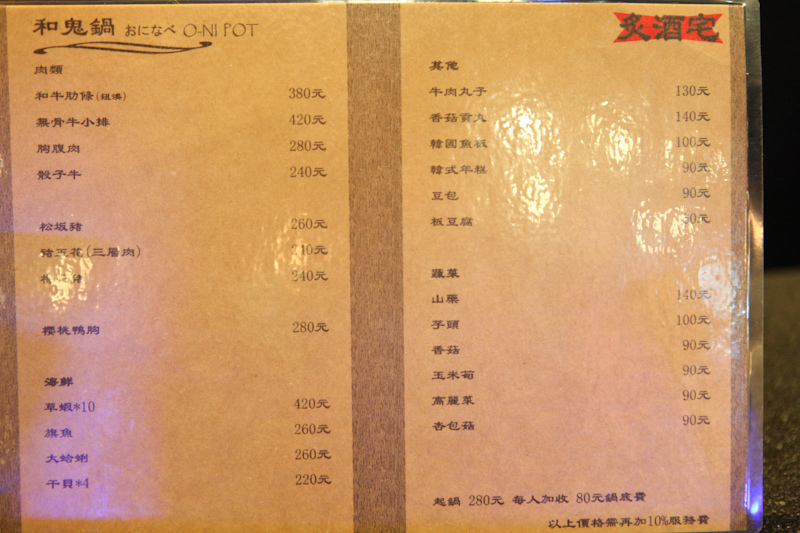 和鬼鍋 おになべ O-NI POT
肉類
和牛肋條(紐澳) 380元
無骨牛小排 420元
胸腹肉 280元
骰子牛 240元
松坂豬 260元
豬五花(三層肉) 240元
240元
櫻桃鴨胸 280元
海鮮
草蝦*10 420元
旗魚 260元
大蛤蜊 260元
干貝*4 220元
炙酒宅
其他
牛肉丸子 130元
香菇貢丸 140元
韓國魚板 100元
韓式年糕 90元
豆包 90元
板豆腐
蔬菜
山藥 140元
芋頭 100元
香菇 90元
玉米筍 90元
高麗菜 90元
杏包菇 90元
起鍋 280元 每人加收 80元鍋底費
以上價格需再加10%服務費